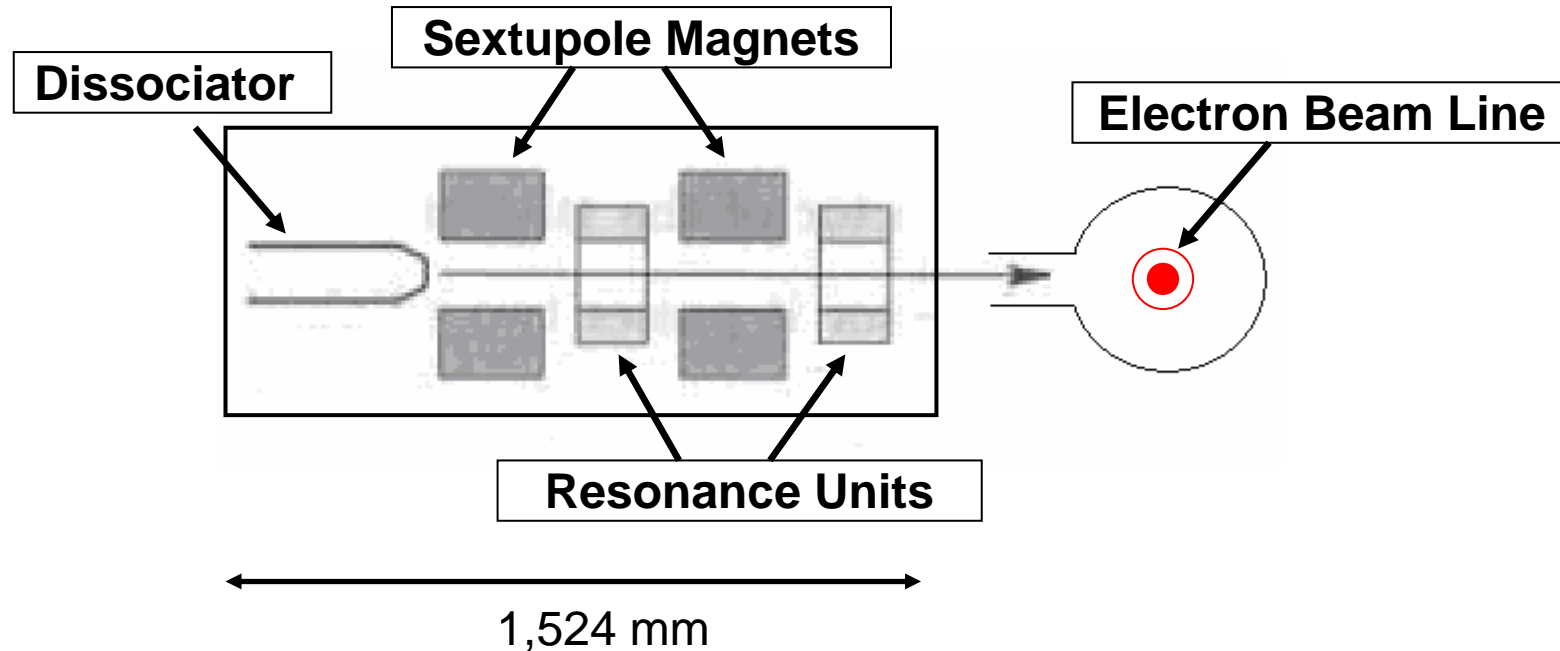 Sextupole Magnets
Dissociator
Electron Beam Line
Resonance Units
1,524 mm